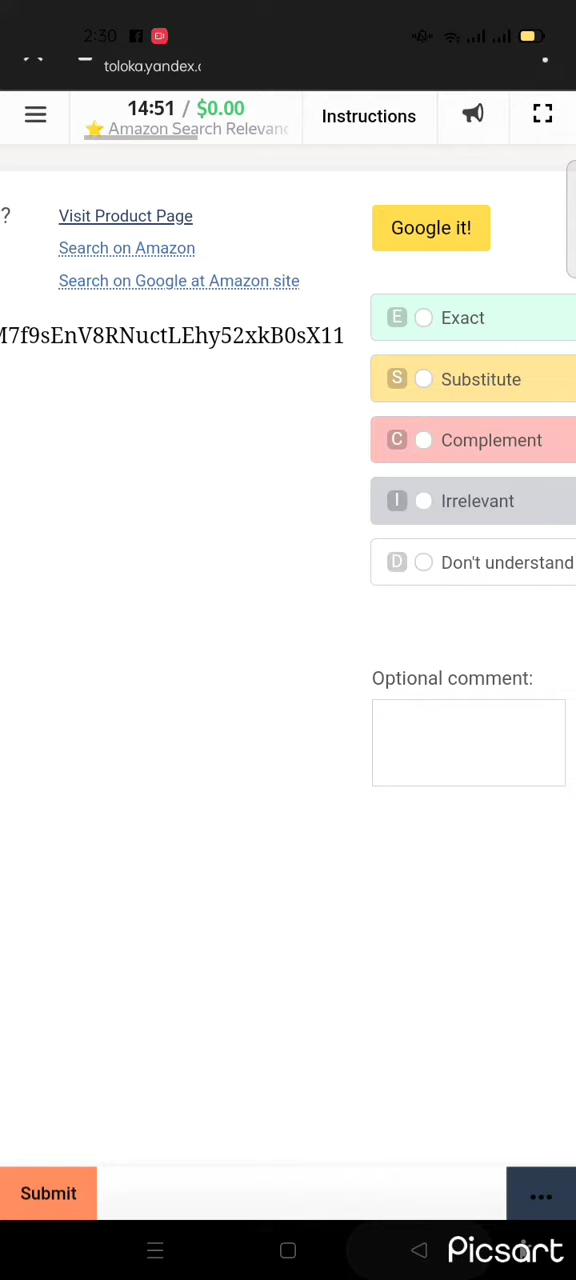 2:30
toloka.yandex.c
14:51 / $0.00
Amazon Search Relevanc
Instructions
?
Visit Product Page
Search on Amazon
Search on Google at Amazon site
Google it!
M7f9sEnV8RNuctLEhy52xkB0sX11
E Exact
S Substitute
C Complement
I Irrelevant
D Don't understand
Optional comment:
Submit
...
Picsart